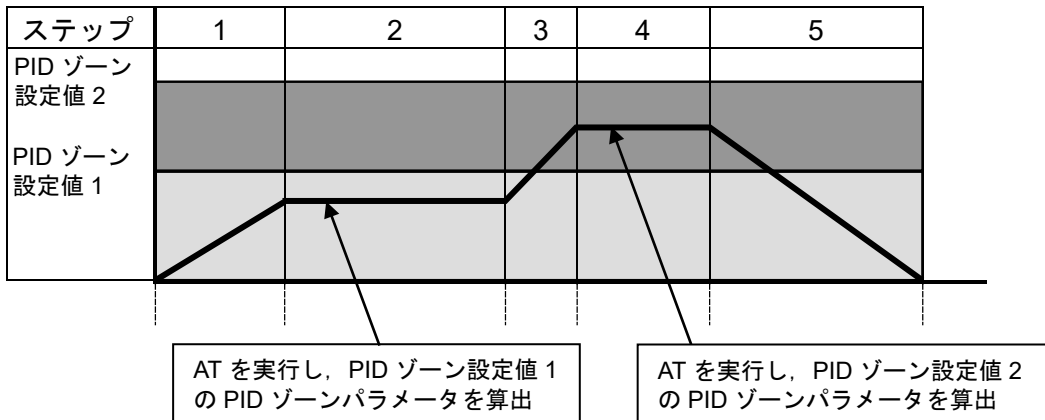 ステップ 1 2 3 4 5
PID ゾーン
設定値 2
PID ゾーン
設定値 1
AT を実行し，PID ゾーン設定値 1
の PID ゾーンパラメータを算出
AT を実行し，PID ゾーン設定値 2
の PID ゾーンパラメータを算出